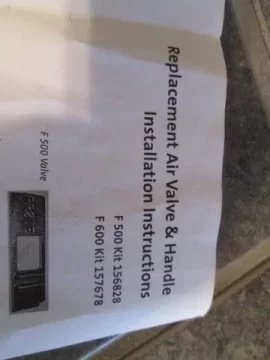 Replacement Air Valve & Handle
Installation Instructions
F 500 Kit 156828
F 600 Kit 157678
F 500 Valve